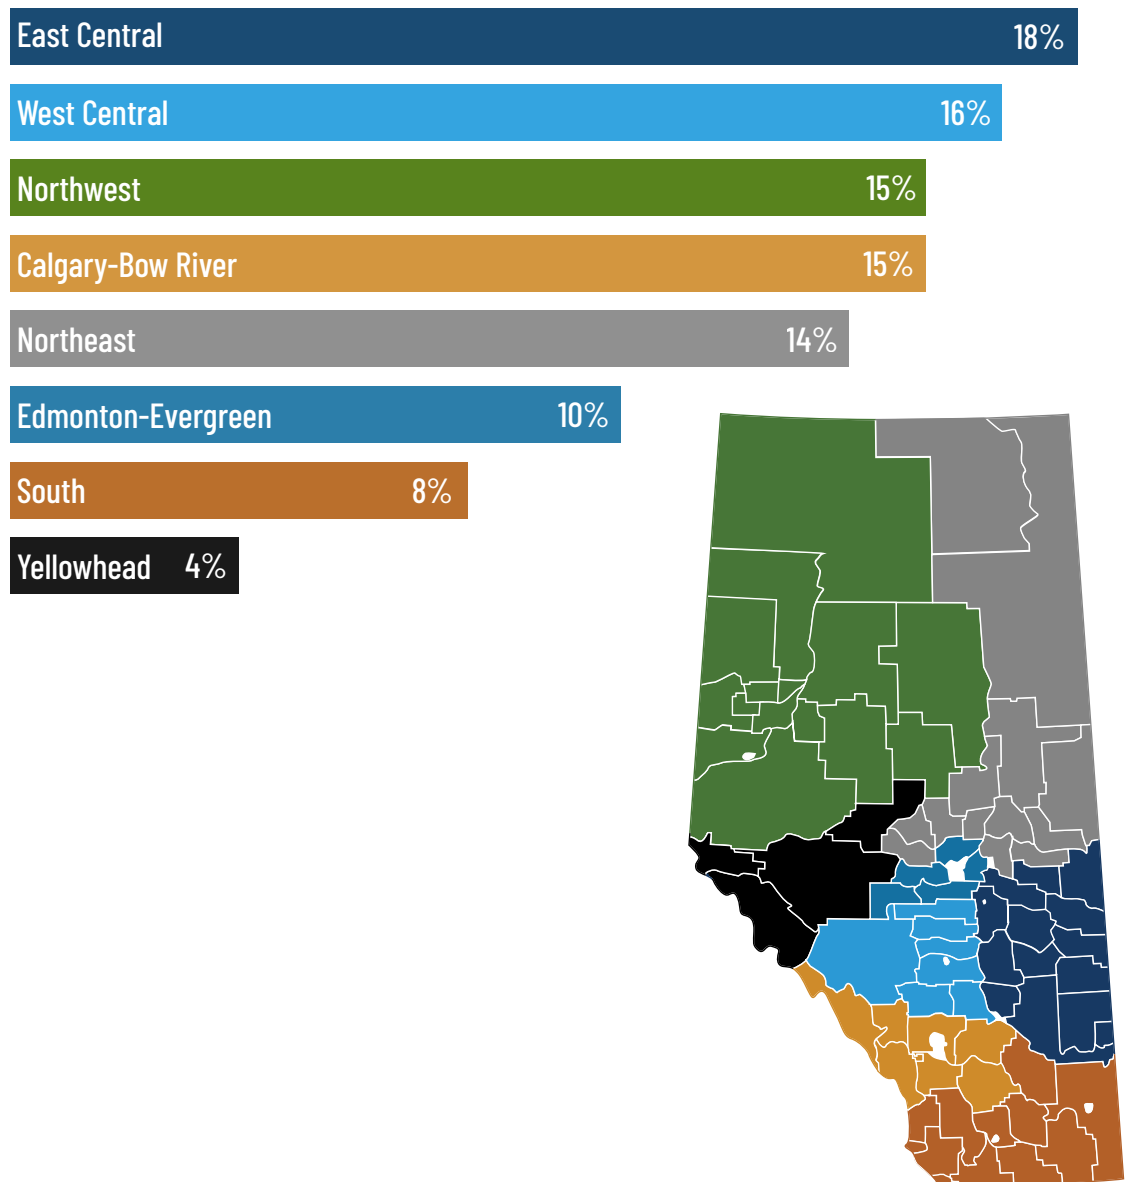 East Central 18%
West Central 16%
Northwest 15%
Calgary-Bow River 15%
Northeast 14%
Edmonton-Evergreen 10%
South 8%
Yellowhead 4%